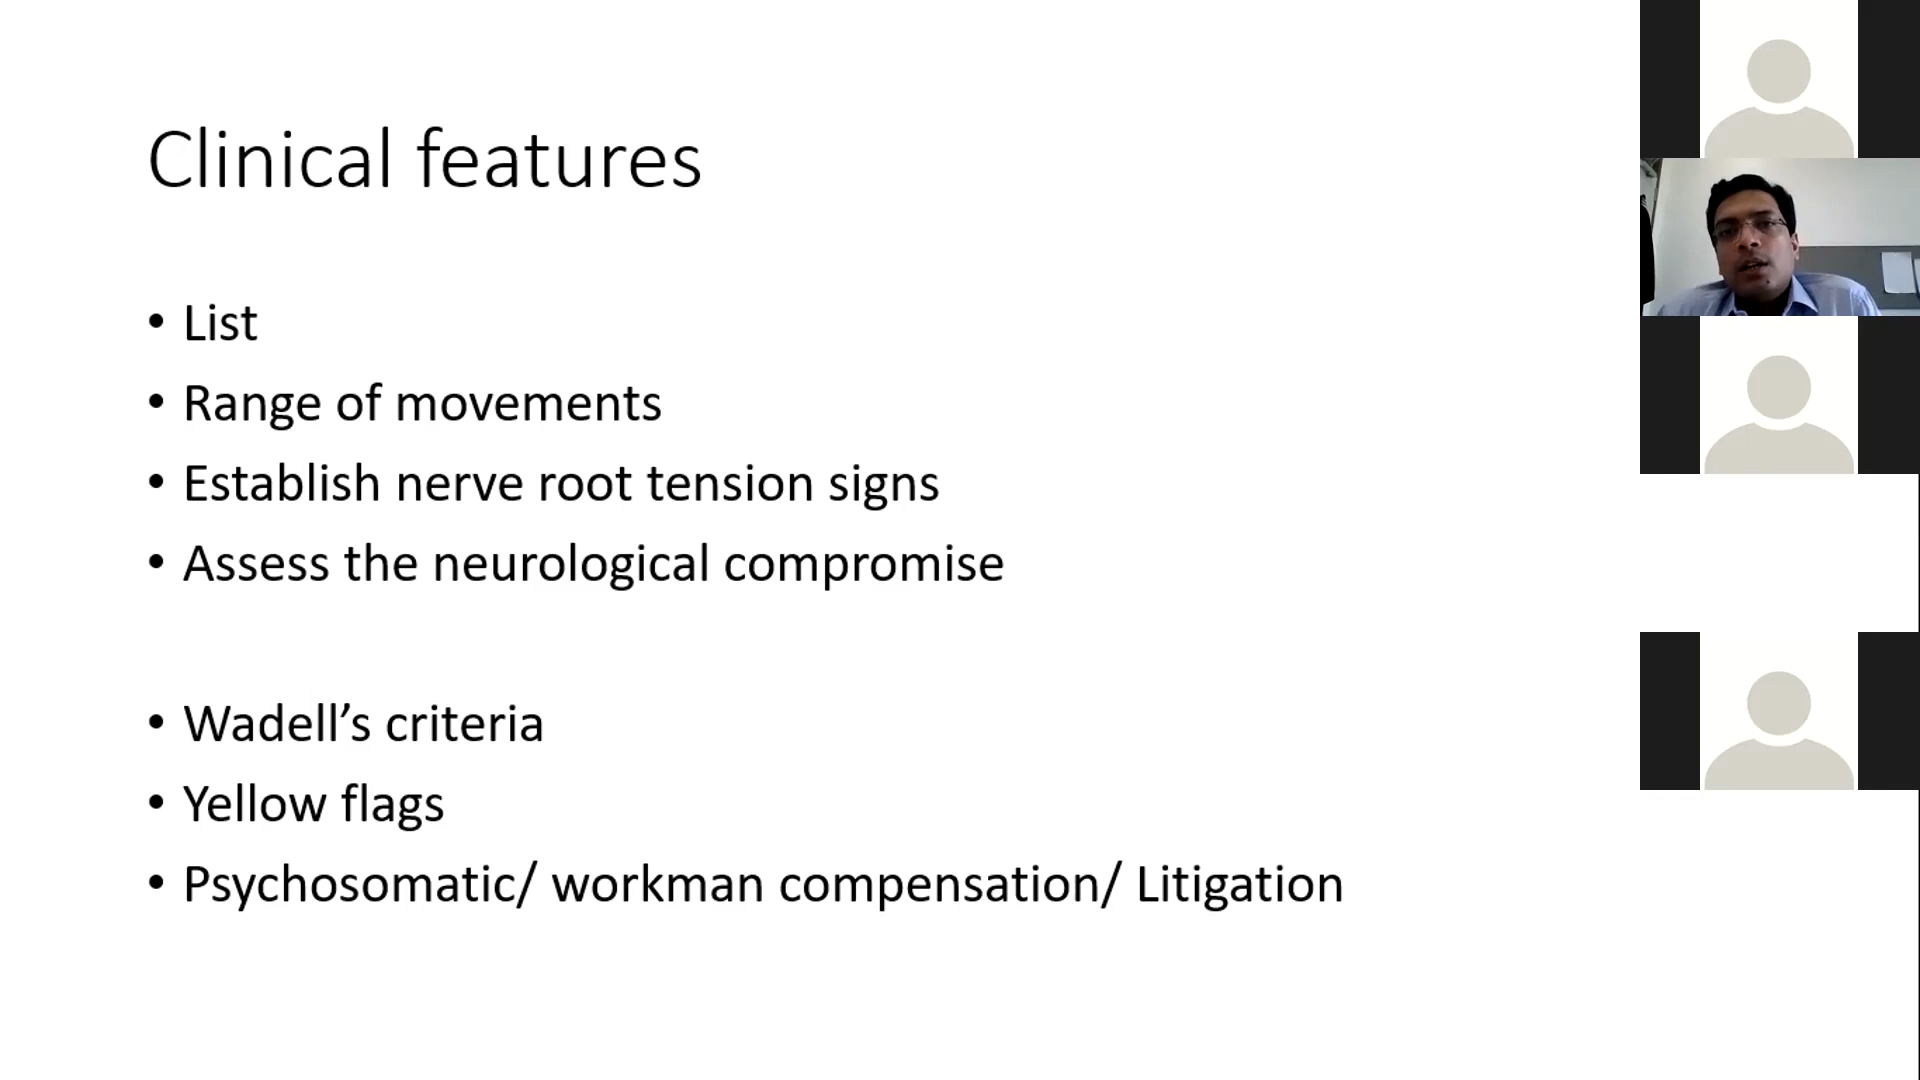 Clinical features
• List
• Range of movements
• Establish nerve root tension signs
• Assess the neurological compromise
• Wadell’s criteria
• Yellow flags
• Psychosomatic/ workman compensation/ Litigation